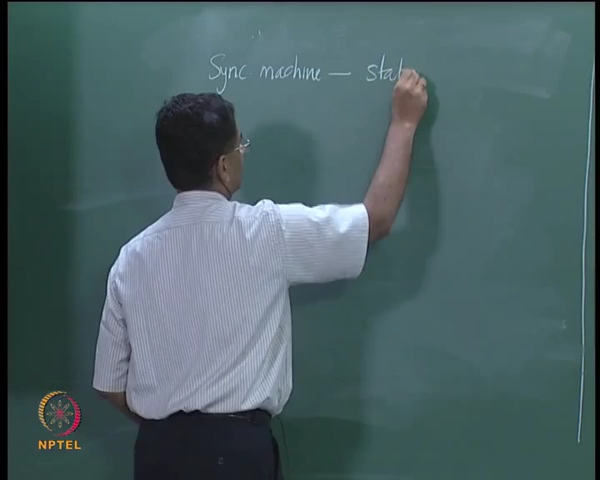 Sync machine — stat
NPTEL